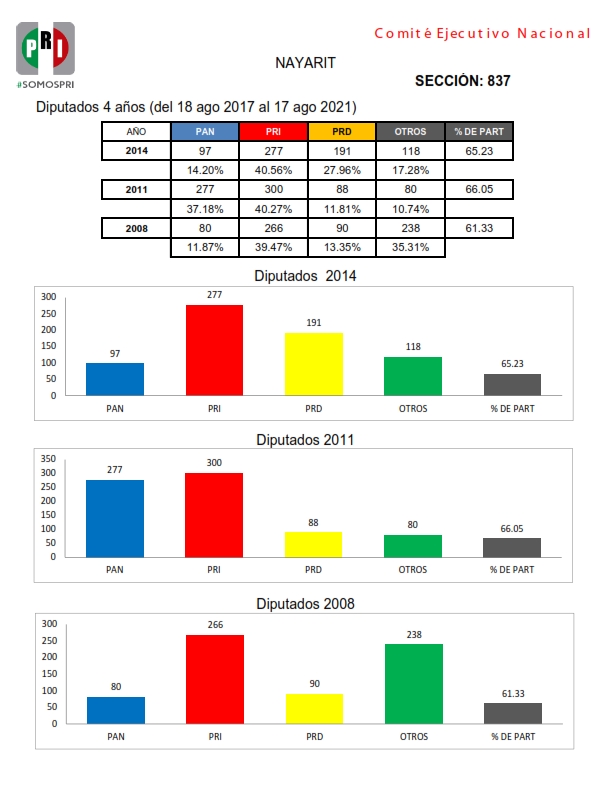 Comité Ejecutivo Nacional
PRI
#SOMOSPRI
NAYARIT
SECCIÓN: 837
Diputados 4 años (del 18 ago 2017 al 17 ago 2021)
AÑO PAN PRI PRD OTROS % DE PART
2014 97 277 191 118 65.23
14.20% 40.56% 27.96% 17.28%
2011 277 300 88 80 66.05
37.18% 40.27% 11.81% 10.74%
2008 80 266 90 238 61.33
11.87% 39.47% 13.35% 35.31%
Diputados 2014
300
250
200
150
100
50
0
97 277 191 118 65.23
PAN PRI PRD OTROS % DE PART
Diputados 2011
350
300
250
200
150
100
50
0
277 300 88 80 66.05
PAN PRI PRD OTROS % DE PART
Diputados 2008
300
250
200
150
100
50
0
80 266 90 238 61.33
PAN PRI PRD OTROS % DE PART